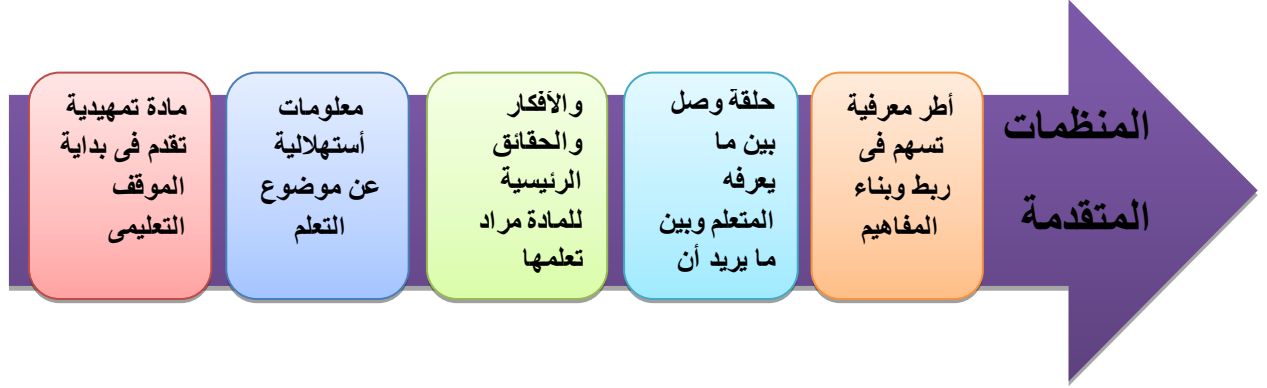 المنظمات
المتقدمة
أطر معرفية
تسهم فى
ربط وبناء
المفاهيم
حلقة وصل
بين ما
يعرفه
المتعلم وبين
ما يريد أن
والأفكار
والحقائق
الرئيسية
للمادة مراد
تعلمها
معلومات
أستهلالية
عن موضوع
التعلم
مادة تمهيدية
تقدم فى بداية
الموقف
التعليمى